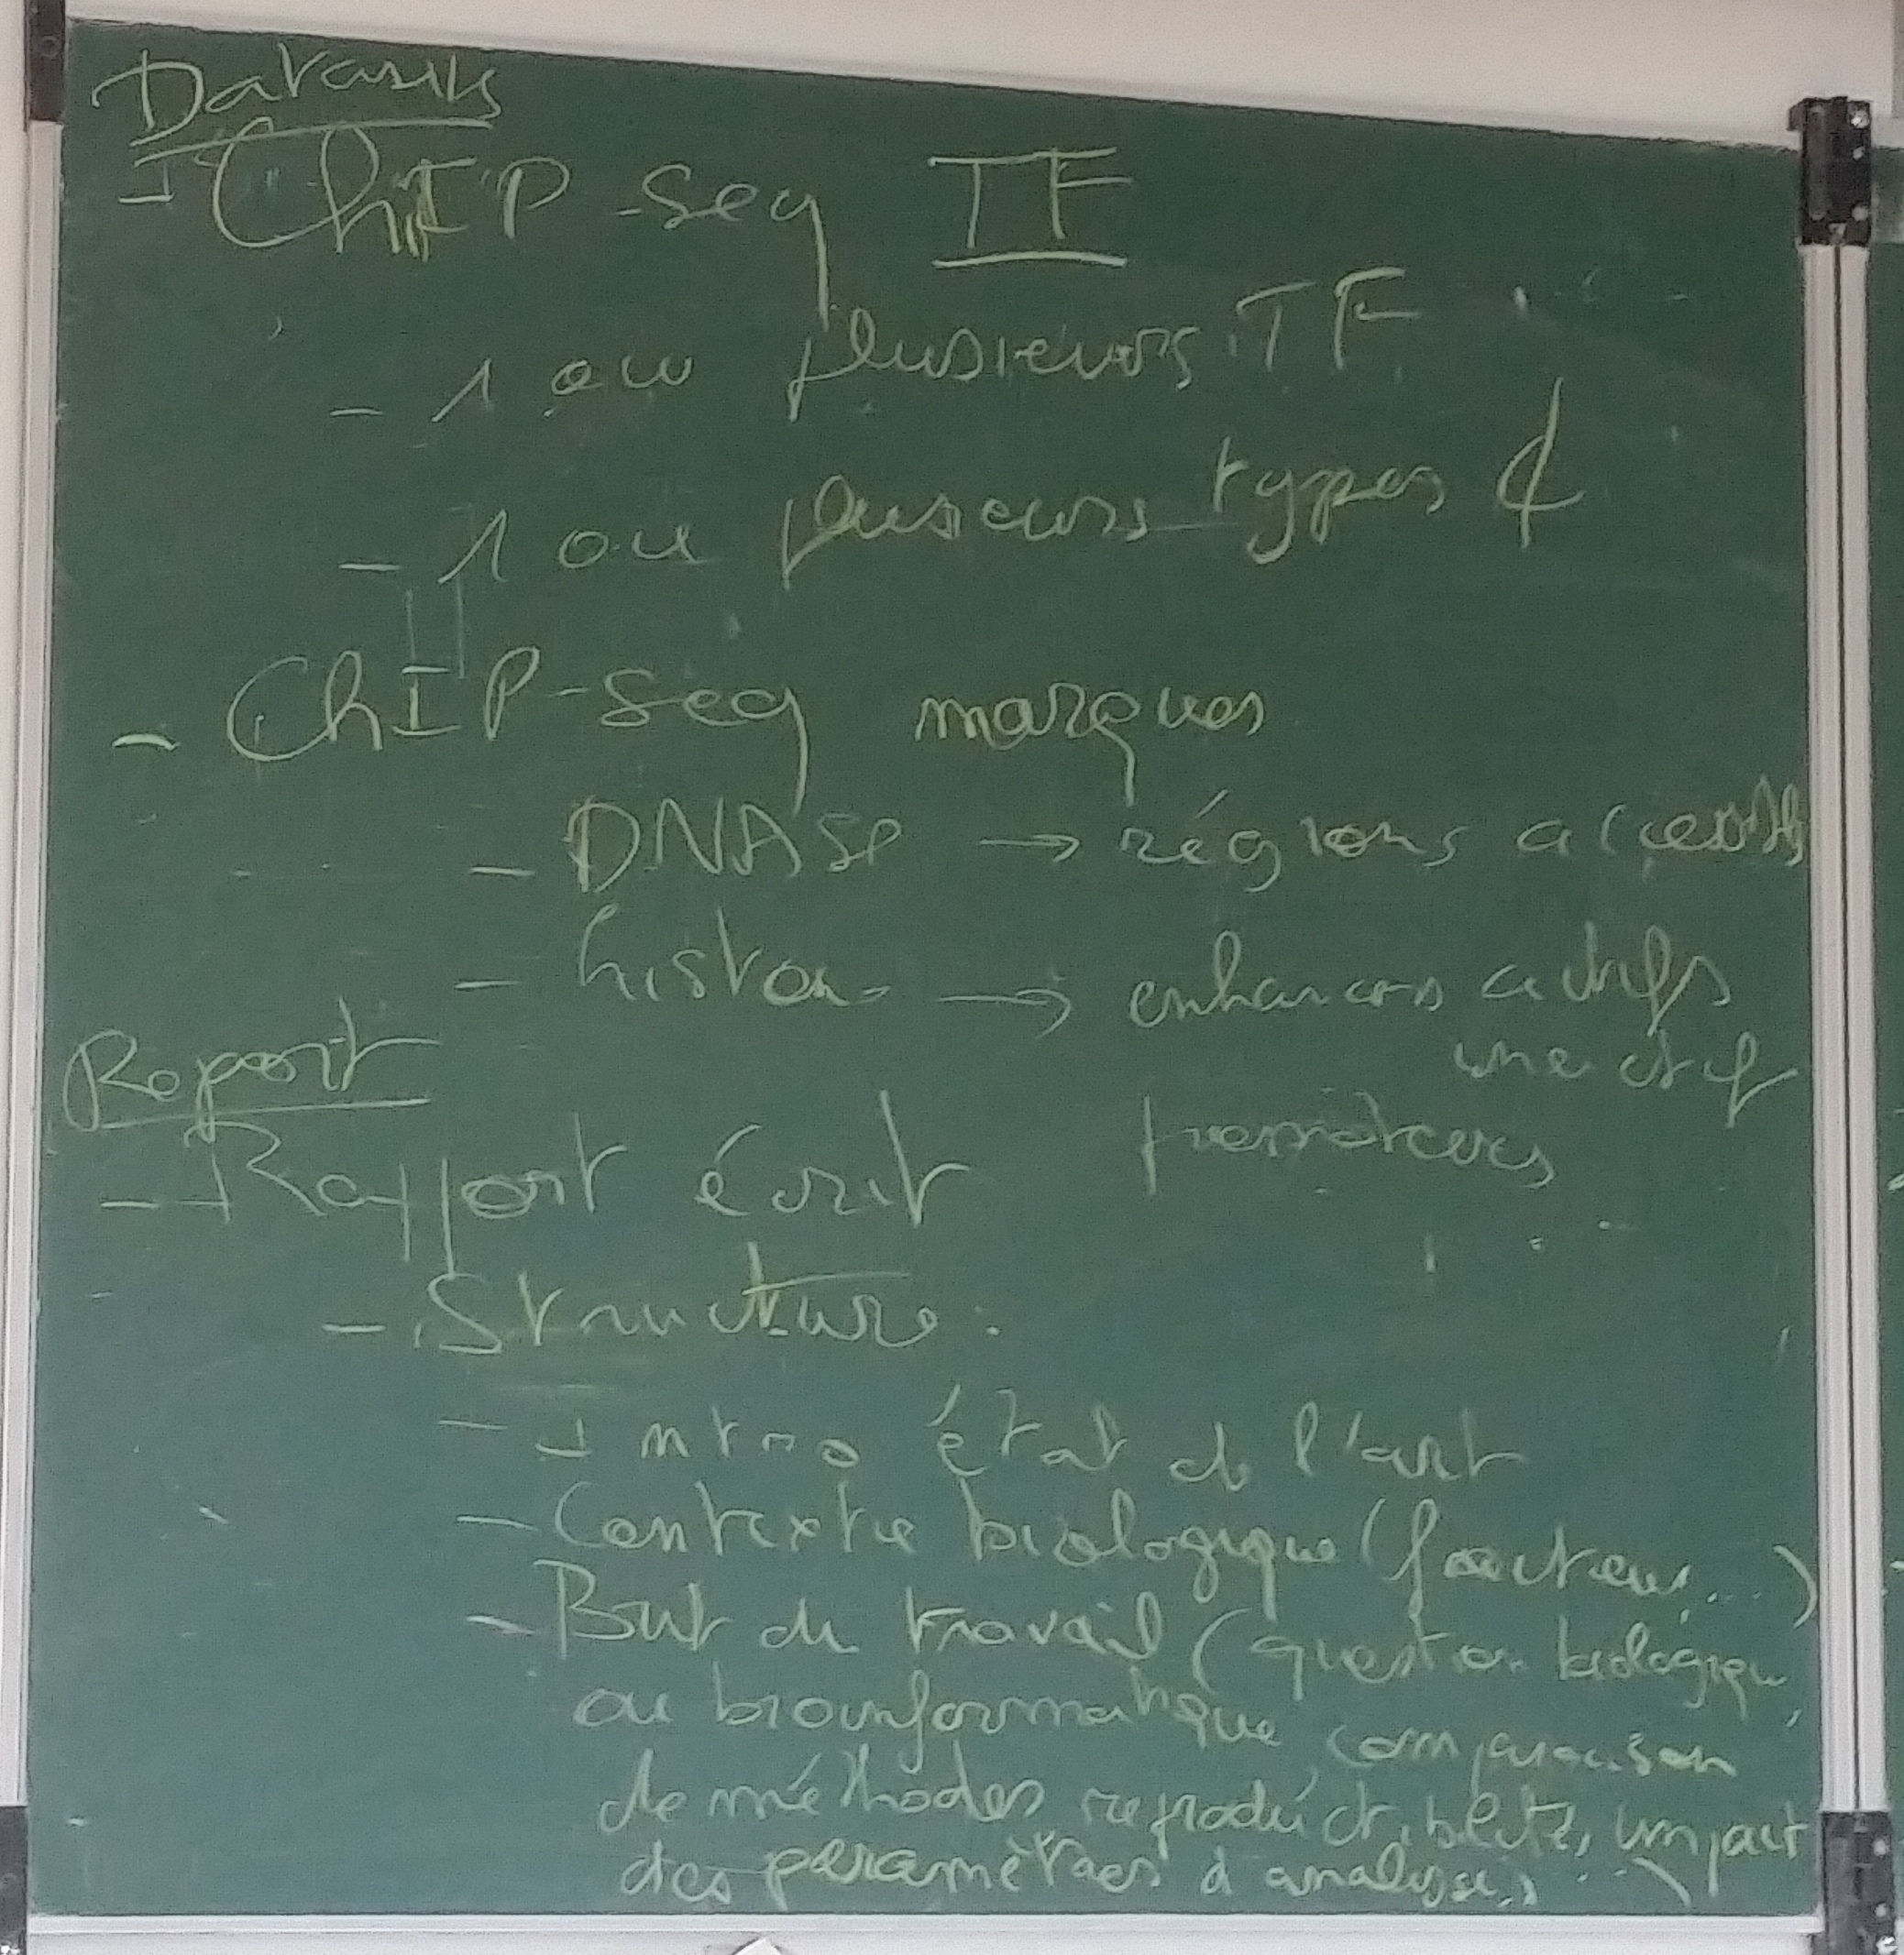 Datasets
- ChIP-seq TF
- 1 ou plusieurs TF
- 1 ou plusieurs types ¢
- ChIP-seq marques
- DNAse → régions accessibles
- histon → enhancers actifs
inactif
promoteurs
Report
- Rapport écrit
- Structure :
- Intro état de l'art
- Contexte biologique (facteurs...)
- But du travail (question biologique,
ou bioinformatique, comparaison
de méthodes, reproductibilité, impact
des paramètres d'analyse, ...)